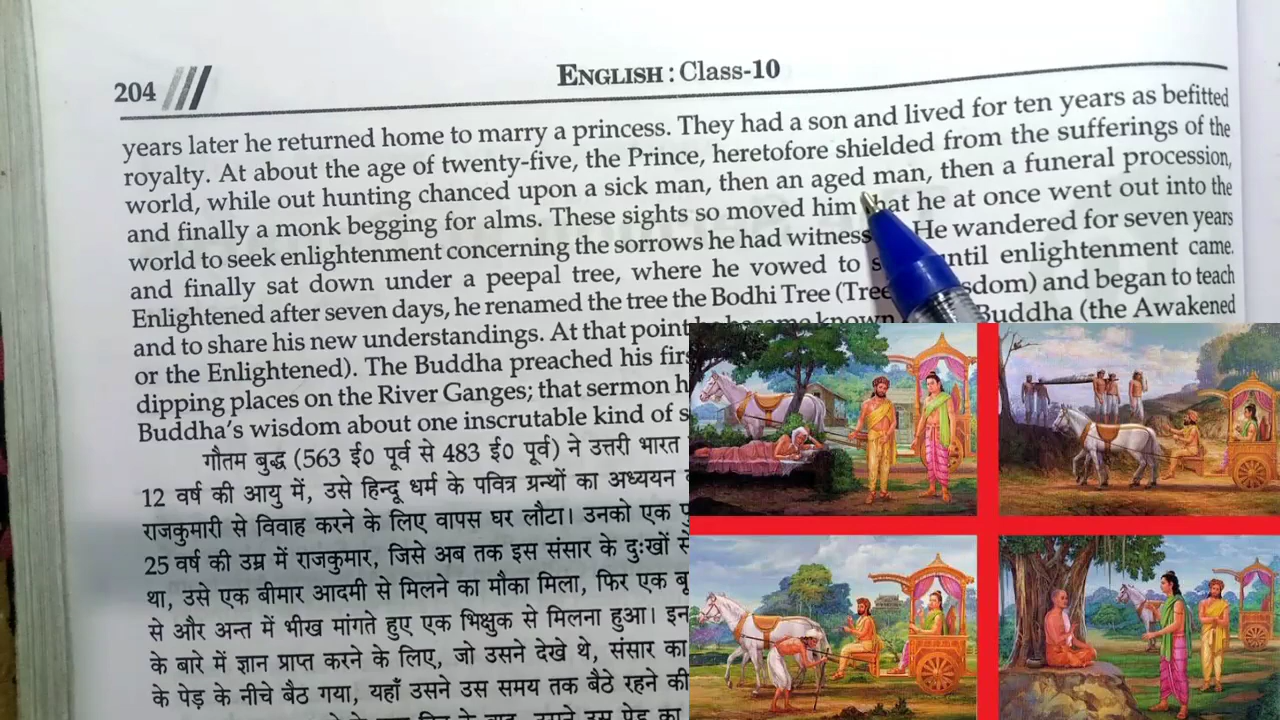 204
ENGLISH : Class-10
years later he returned home to marry a princess. They had a son and lived for ten years as befitted
royalty. At about the age of twenty-five, the Prince, heretofore shielded from the sufferings of the
world, while out hunting chanced upon a sick man, then an aged man, then a funeral procession,
and finally a monk begging for alms. These sights so moved him that he at once went out into the
world to seek enlightenment concerning the sorrows he had witness He wandered for seven years
and finally sat down under a peepal tree, where he vowed to until enlightenment came.
Enlightened after seven days, he renamed the tree the Bodhi Tree (Tree sdom) and began to teach
and to share his new understandings. At that point known Buddha (the Awakened
or the Enlightened). The Buddha preached his firs
dipping places on the River Ganges; that sermon h
Buddha's wisdom about one inscrutable kind of s
गौतम बुद्ध (563 ई० पूर्व से 483 ई० पूर्व) ने उत्तरी भारत
12 वर्ष की आयु में, उसे हिन्दू धर्म के पवित्र ग्रन्थों का अध्ययन
राजकुमारी से विवाह करने के लिए वापस घर लौटा। उनको एक पु
25 वर्ष की उम्र में राजकुमार, जिसे अब तक इस संसार के दुःखों से
था, उसे एक बीमार आदमी से मिलने का मौका मिला, फिर एक बू
से और अन्त में भीख मांगते हुए एक भिक्षुक से मिलना हुआ। इन
के बारे में ज्ञान प्राप्त करने के लिए, जो उसने देखे थे, संसार का
के पेड़ के नीचे बैठ गया, यहाँ उसने उस समय तक बैठे रहने की